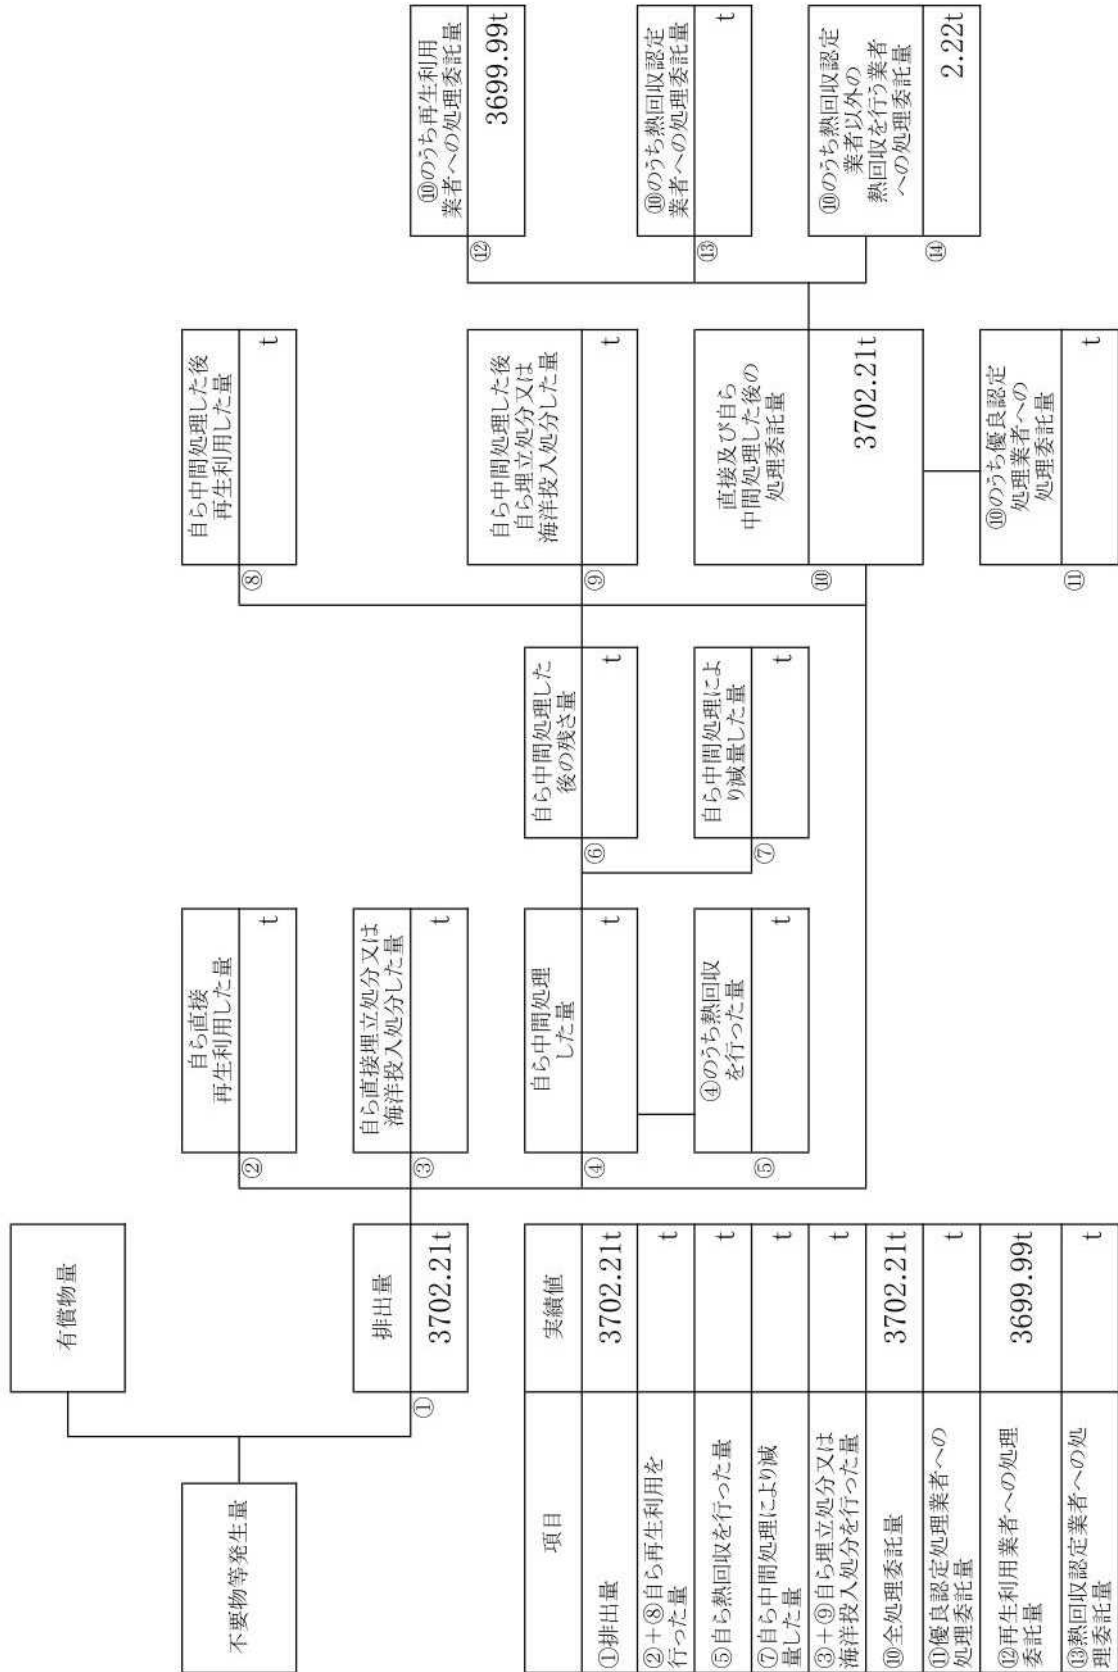 不要物等発生量
有償物量
①
排出量
3702.21t
②
自ら直接
再生利用した量
t
③
自ら直接埋立処分又は
海洋投入処分した量
t
④
自ら中間処理
した量
t
⑤
④のうち熱回収
を行った量
t
⑥
自ら中間処理した
後の残さ量
t
⑦
自ら中間処理によ
り減量した量
t
⑧
自ら中間処理した後
再生利用した量
t
⑨
自ら中間処理した後
自ら埋立処分又は
海洋投入処分した量
t
⑩
直接及び自ら
中間処理した後の
処理委託量
3702.21t
⑪
⑩のうち優良認定
処理業者への
処理委託量
t
⑫
⑩のうち再生利用
業者への処理委託量
3699.99t
⑬
⑩のうち熱回収認定
業者への処理委託量
t
⑭
⑩のうち熱回収認定
業者以外の
熱回収を行う業者
への処理委託量
2.22t
項目 実績値
①排出量 3702.21t
②+⑧自ら再生利用を
行った量 t
⑤自ら熱回収を行った量 t
⑦自ら中間処理により減
量した量 t
③+⑨自ら埋立処分又は
海洋投入処分を行った量 t
⑩全処理委託量 3702.21t
⑪優良認定処理業者への
処理委託量 t
⑫再生利用業者への処理
委託量 3699.99t
⑬熱回収認定業者への処
理委託量 t